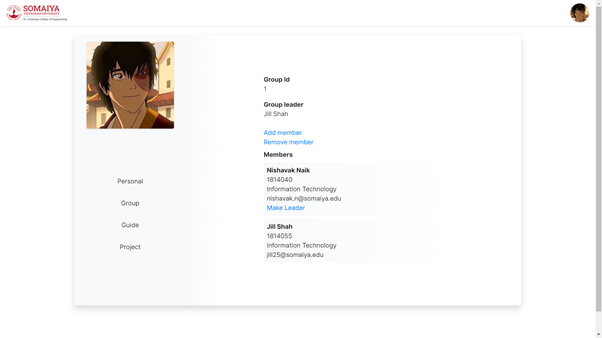 SOMAIYA
VIDYAVIHAR UNIVERSITY
K J Somaiya College of Engineering
Personal
Group
Guide
Project
Group Id
1
Group leader
Jill Shah
Add member
Remove member
Members
Nishavak Naik
1814040
Information Technology
nishavak.n@somaiya.edu
Make Leader
Jill Shah
1814055
Information Technology
jill25@somaiya.edu